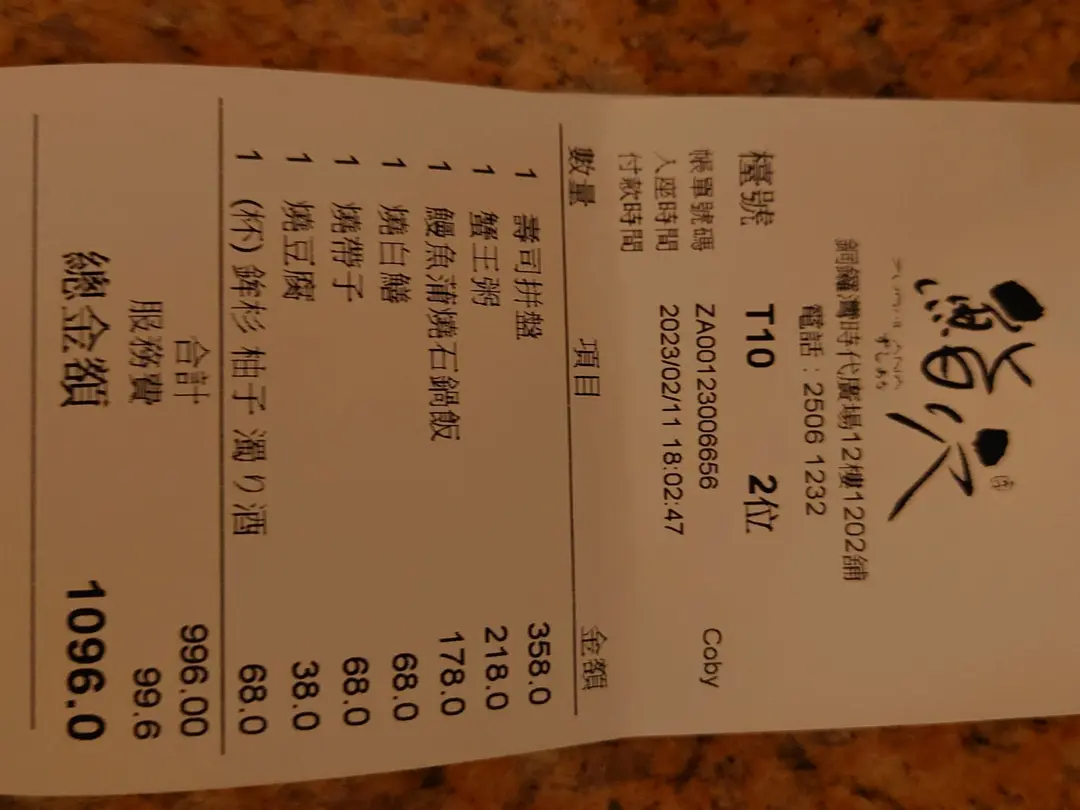 銅鑼灣時代廣場12樓1202舖
電話：2506 1232
檯號 T10 2位
帳單號碼 ZA00123006656 Coby
入座時間 2023/02/11 18:02:47
付款時間
數量 項目 金額
1 壽司拼盤 358.0
1 蟹王粥 218.0
1 鰻魚蒲燒石鍋飯 178.0
1 燒白鱔 68.0
1 燒帶子 68.0
1 燒豆腐 38.0
1 (杯) 鉾杉 柚子 濁り酒 68.0
合計 996.00
服務費 99.6
總金額 1096.0